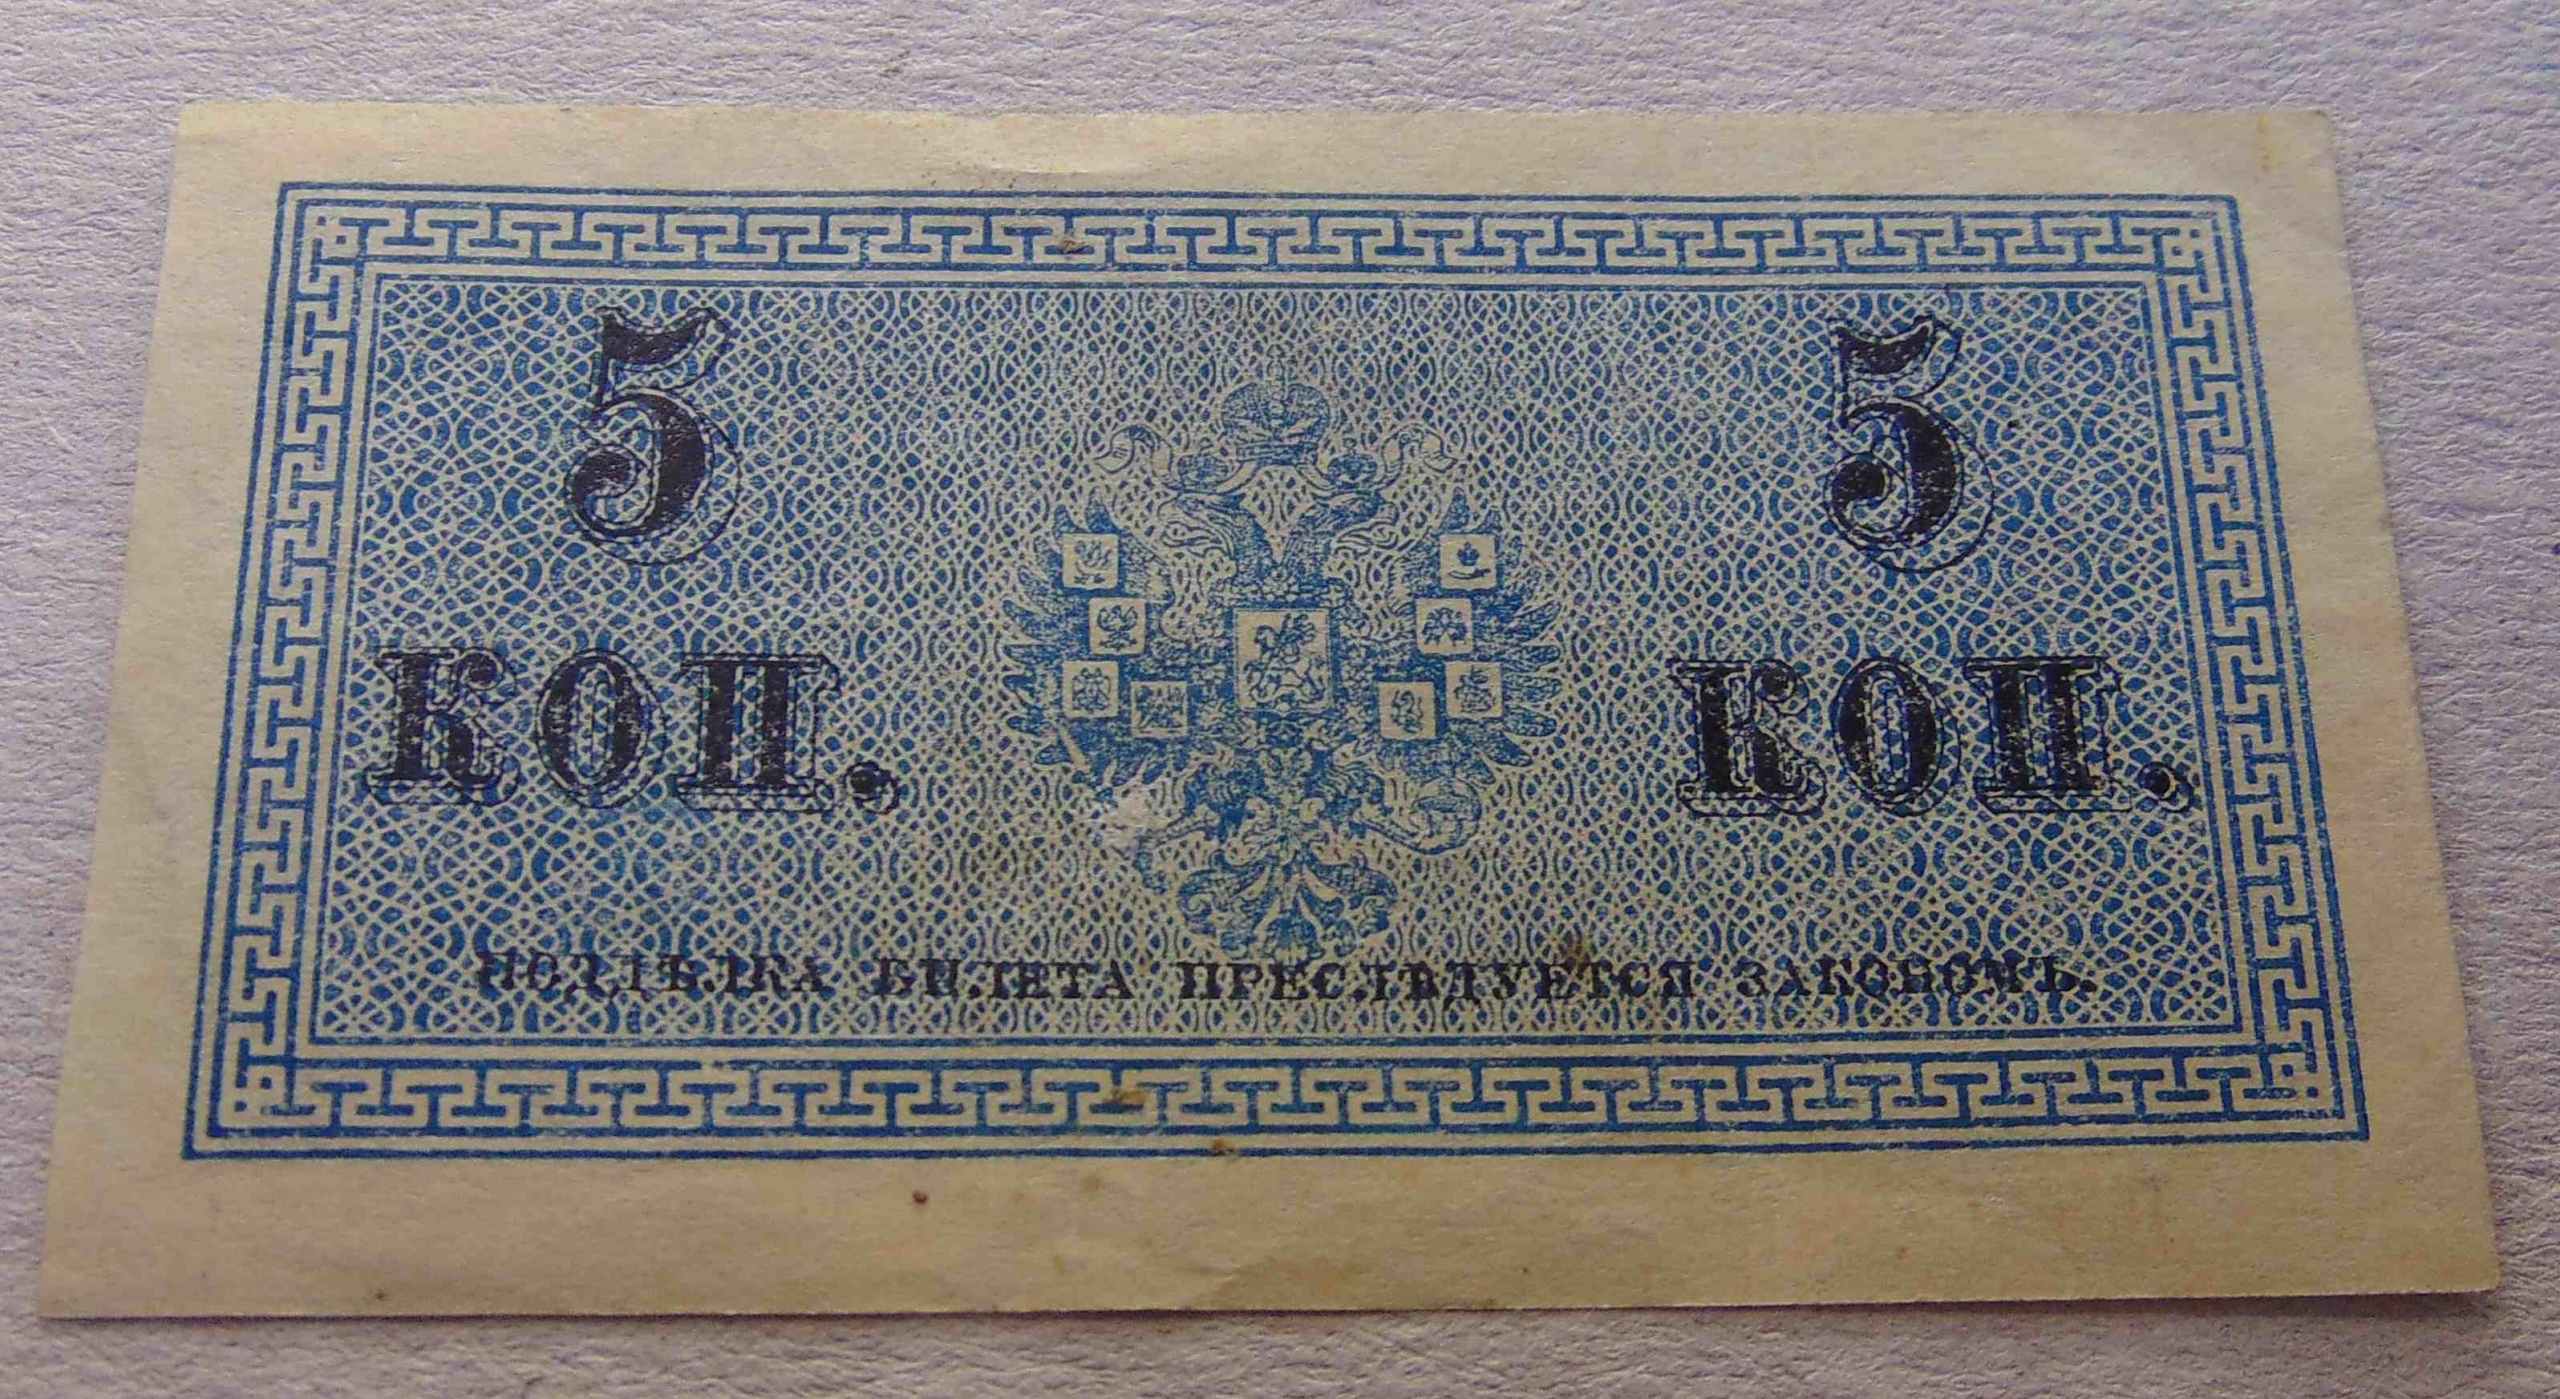 5 5
КОП. КОП.
ПОДДѢЛКА БИЛЕТА ПРЕСЛѢДУЕТСЯ ЗАКОНОМЪ.